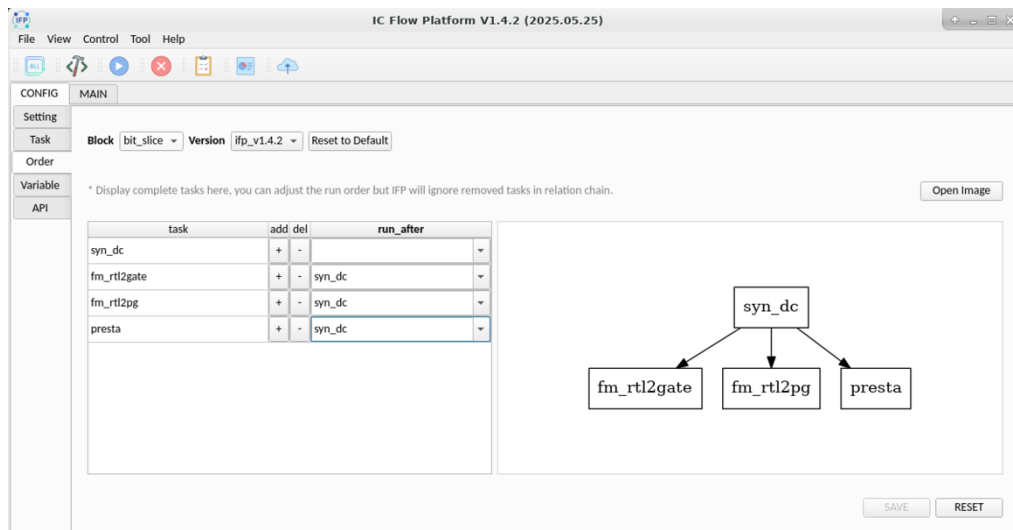 IFP
IC Flow Platform V1.4.2 (2025.05.25)
File View Control Tool Help
ALL
CONFIG MAIN
Setting
Task
Order
Variable
API
Block bit_slice Version ifp_v1.4.2 Reset to Default
* Display complete tasks here, you can adjust the run order but IFP will ignore removed tasks in relation chain.
Open Image
task add del run_after
syn_dc + -
fm_rtl2gate + - syn_dc
fm_rtl2pg + - syn_dc
presta + - syn_dc
syn_dc
fm_rtl2gate fm_rtl2pg presta
SAVE RESET